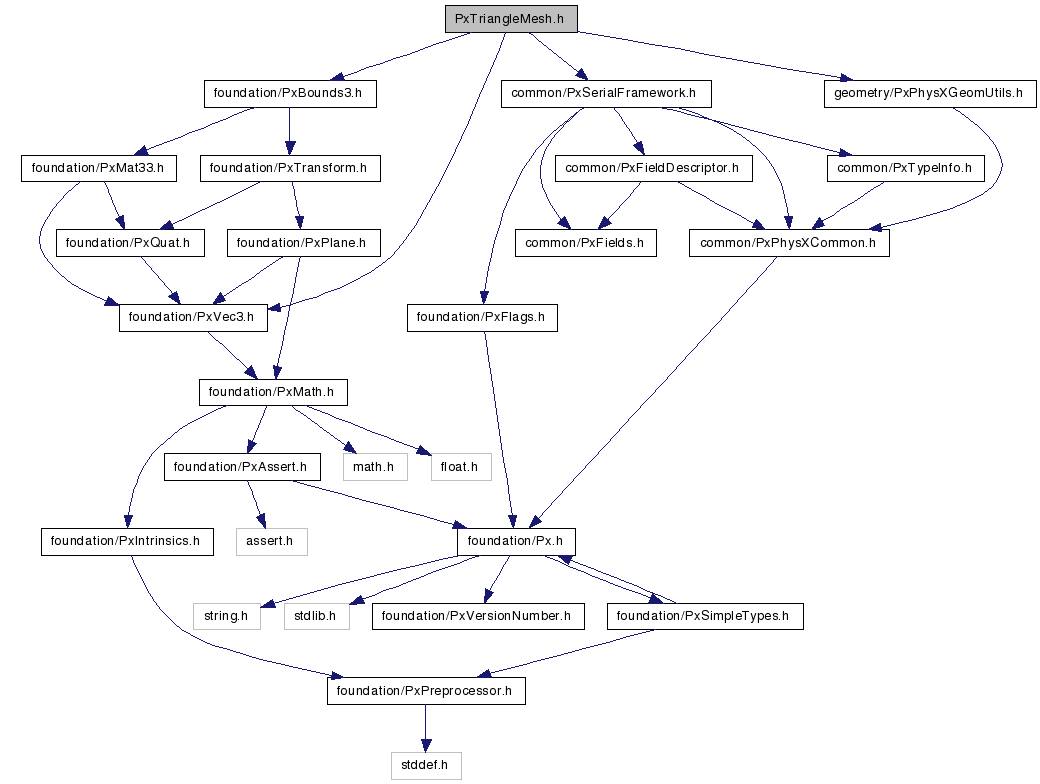 PxTriangleMesh.h
foundation/PxBounds3.h
common/PxSerialFramework.h
geometry/PxPhysXGeomUtils.h
foundation/PxMat33.h
foundation/PxTransform.h
common/PxFieldDescriptor.h
common/PxTypeInfo.h
foundation/PxQuat.h
foundation/PxPlane.h
common/PxFields.h
common/PxPhysXCommon.h
foundation/PxVec3.h
foundation/PxFlags.h
foundation/PxMath.h
foundation/PxAssert.h
math.h
float.h
foundation/PxIntrinsics.h
assert.h
foundation/Px.h
string.h
stdlib.h
foundation/PxVersionNumber.h
foundation/PxSimpleTypes.h
foundation/PxPreprocessor.h
stddef.h